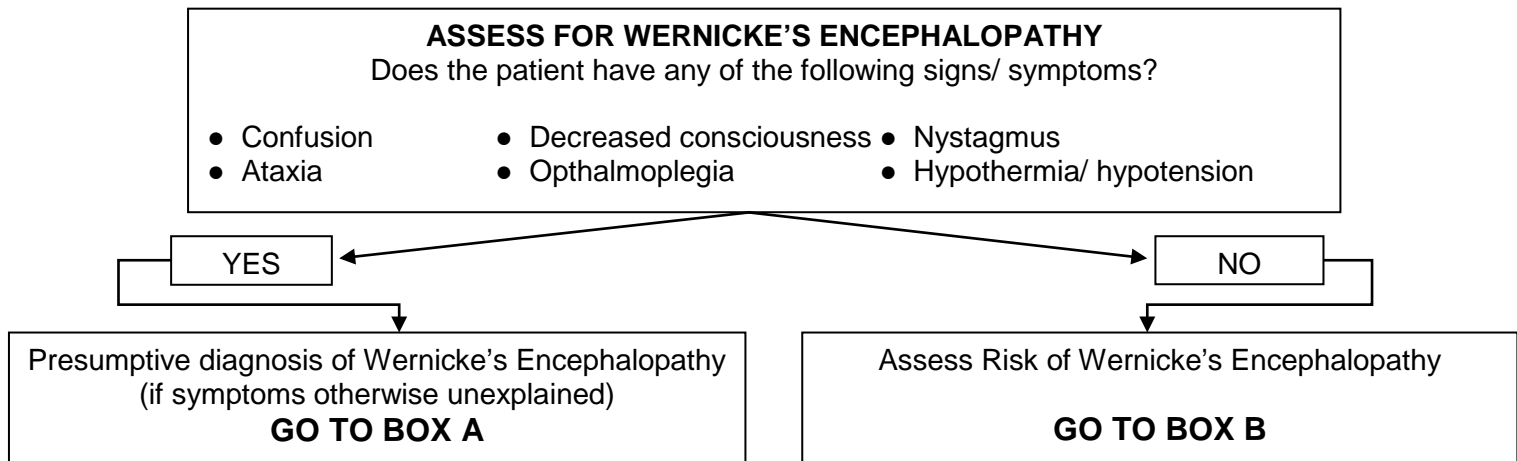 ASSESS FOR WERNICKE’S ENCEPHALOPATHY
Does the patient have any of the following signs/ symptoms?
● Confusion ● Decreased consciousness ● Nystagmus
● Ataxia ● Opthalmoplegia ● Hypothermia/ hypotension
YES NO
Presumptive diagnosis of Wernicke’s Encephalopathy
(if symptoms otherwise unexplained)
GO TO BOX A
Assess Risk of Wernicke’s Encephalopathy
GO TO BOX B